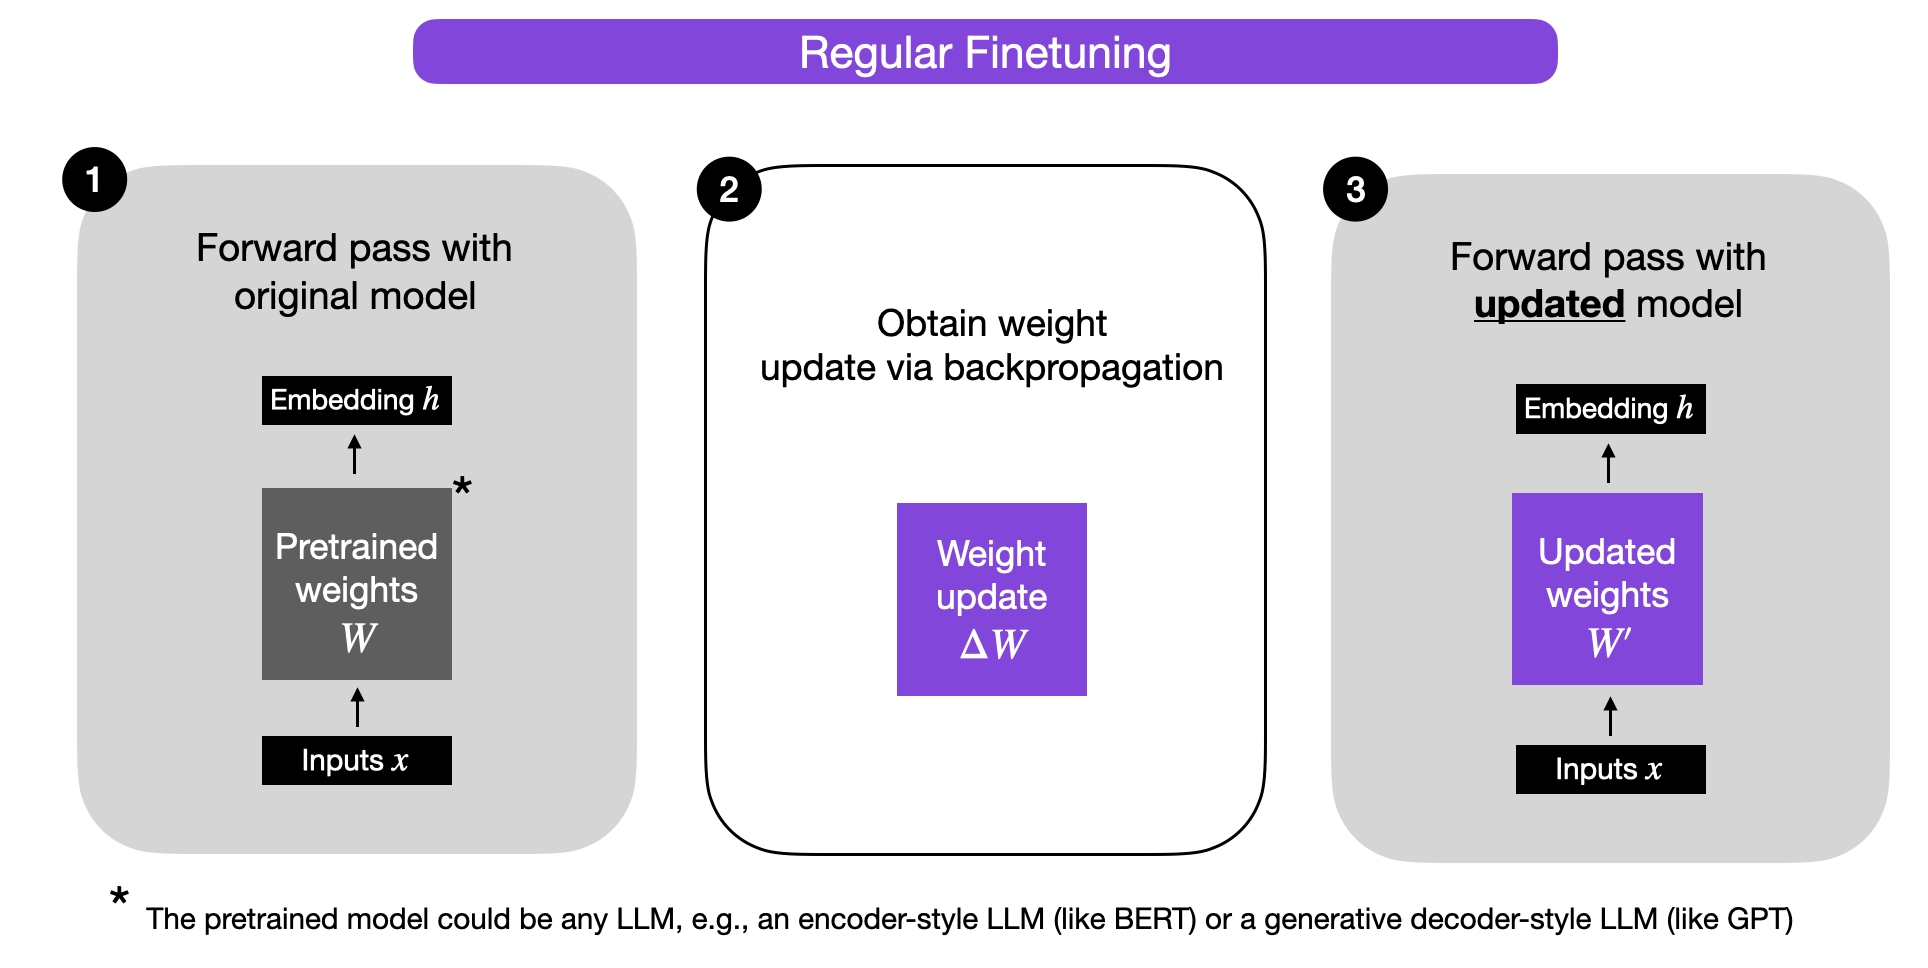 Regular Finetuning
1
Forward pass with
original model
Embedding h
*
Pretrained
weights
W
Inputs x
2
Obtain weight
update via backpropagation
Weight
update
ΔW
3
Forward pass with
updated model
Embedding h
Updated
weights
W′
Inputs x
* The pretrained model could be any LLM, e.g., an encoder-style LLM (like BERT) or a generative decoder-style LLM (like GPT)